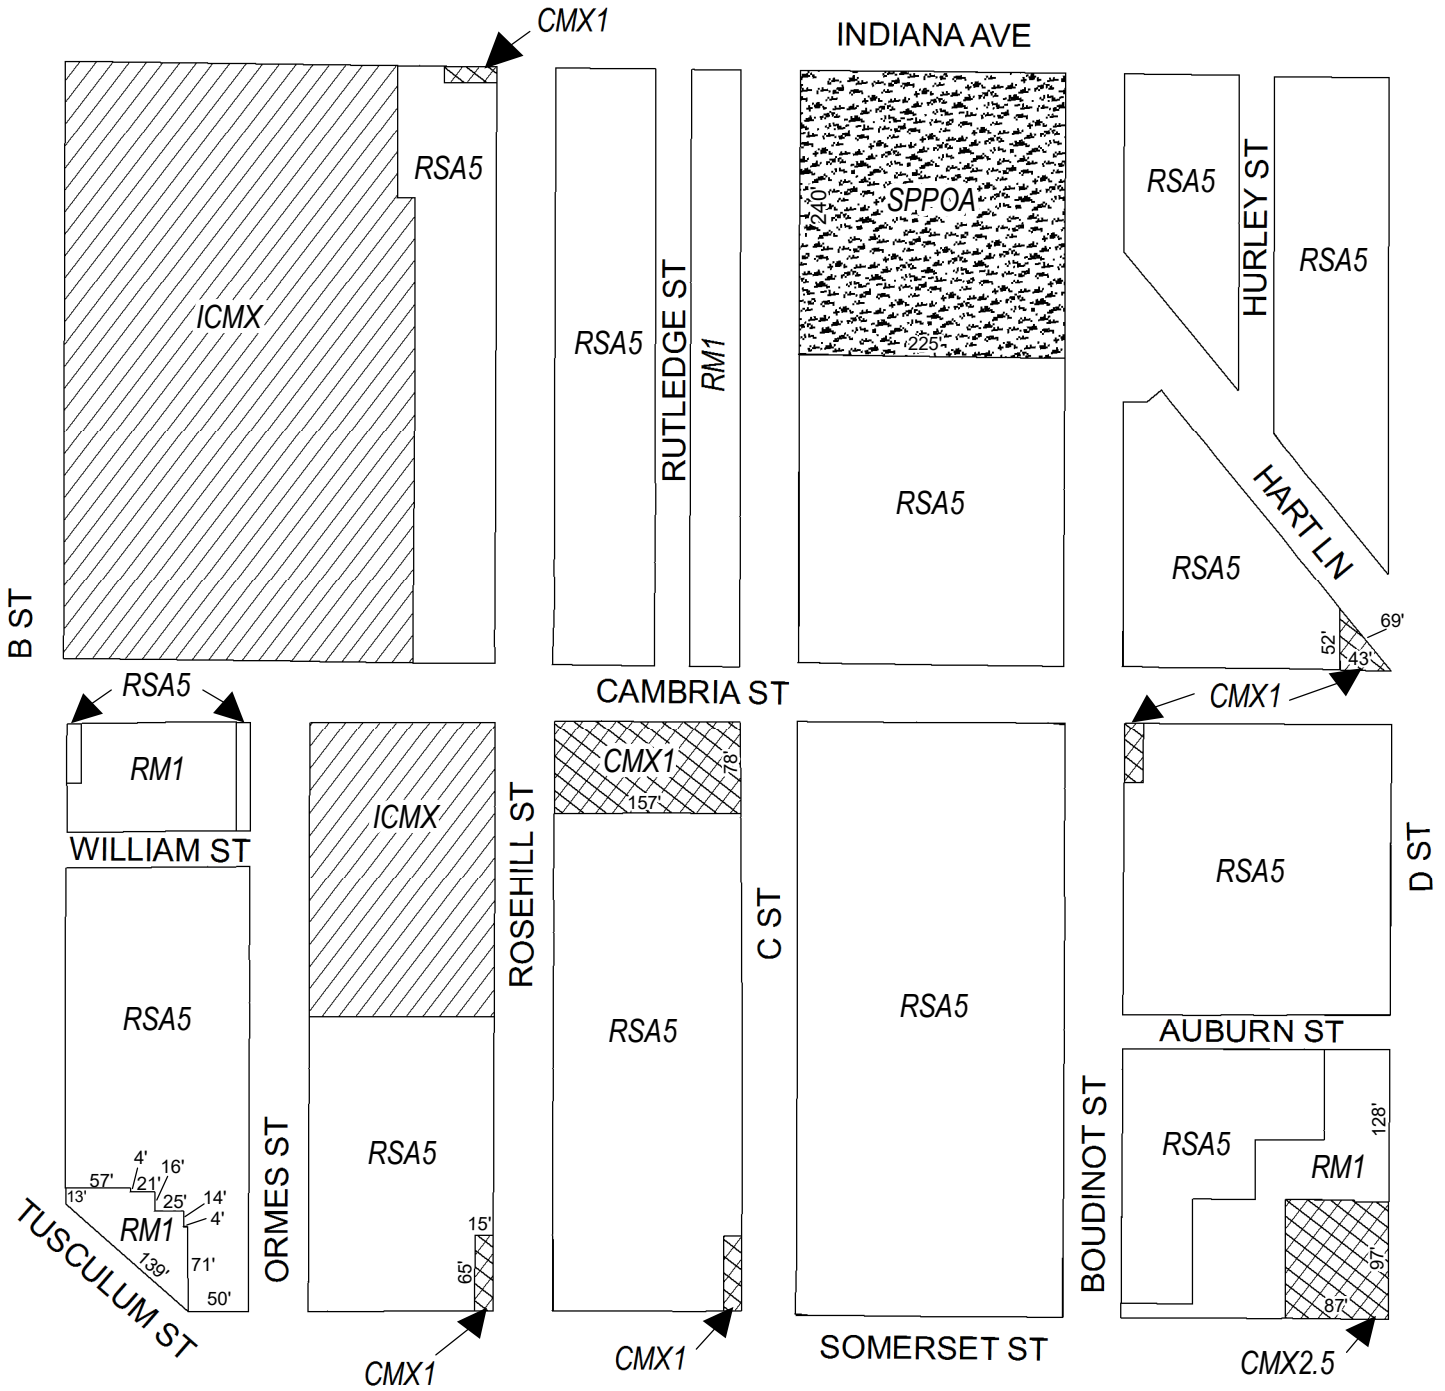 CMX1
INDIANA AVE
RSA5
ICMX
RSA5
RUTLEDGE ST
RM1
SPPOA
240'
225'
RSA5
RSA5
HURLEY ST
RSA5
HART LN
RSA5
52'
43'
69'
B ST
RSA5
CAMBRIA ST
CMX1
RM1
WILLIAM ST
ICMX
ROSEHILL ST
CMX1
78'
157'
C ST
RSA5
D ST
RSA5
RSA5
RSA5
AUBURN ST
57'
4'
21'
16'
25'
14'
4'
13'
RM1
139'
71'
50'
TUSCULUM ST
ORMES ST
RSA5
15'
65'
CMX1
CMX1
SOMERSET ST
BOUDINOT ST
RSA5
128'
RM1
97'
87'
CMX2.5